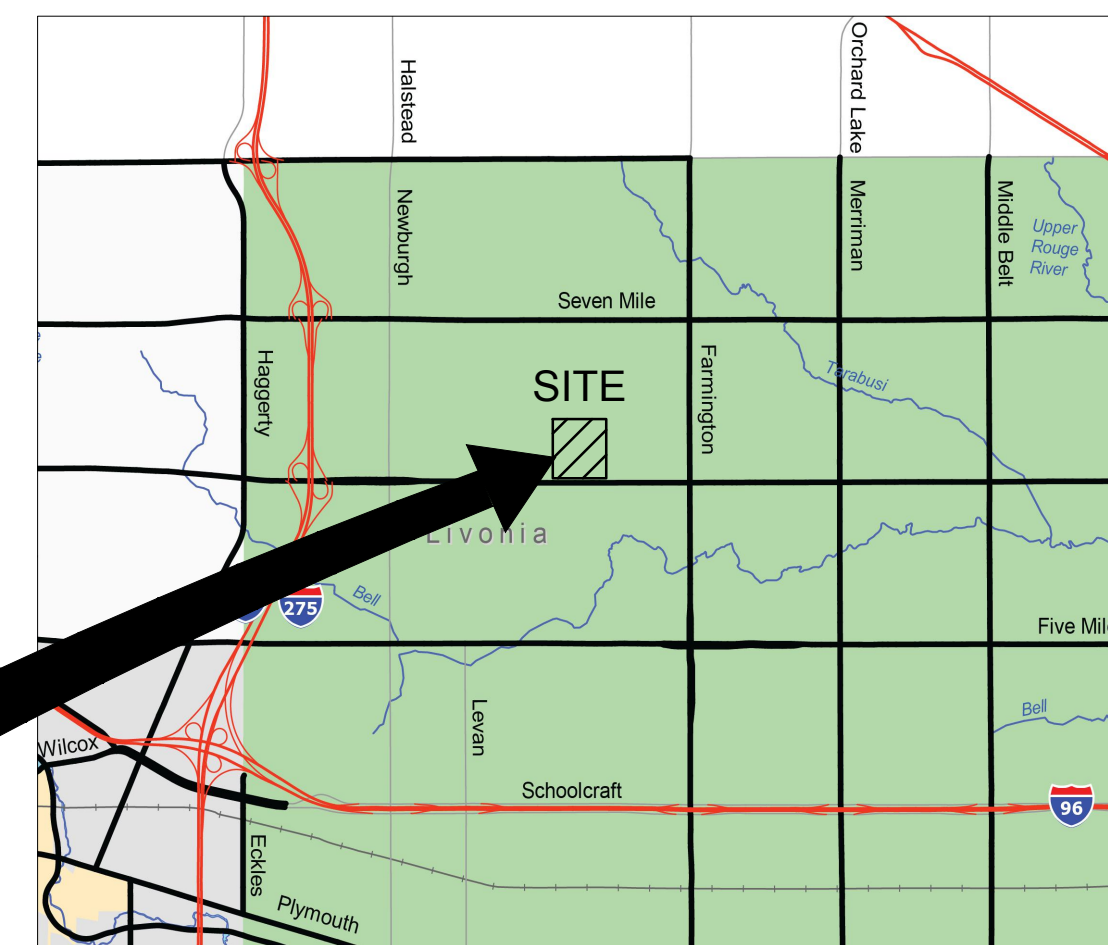 Halstead
Orchard Lake
Newburgh
Merriman
Middle Belt
Upper
Rouge
River
Seven Mile
Haggerty
Farmington
SITE
Tarabusi
Livonia
275
Bell
Five Mil
Levan
Bell
Wilcox
Schoolcraft
96
Eckles
Plymouth